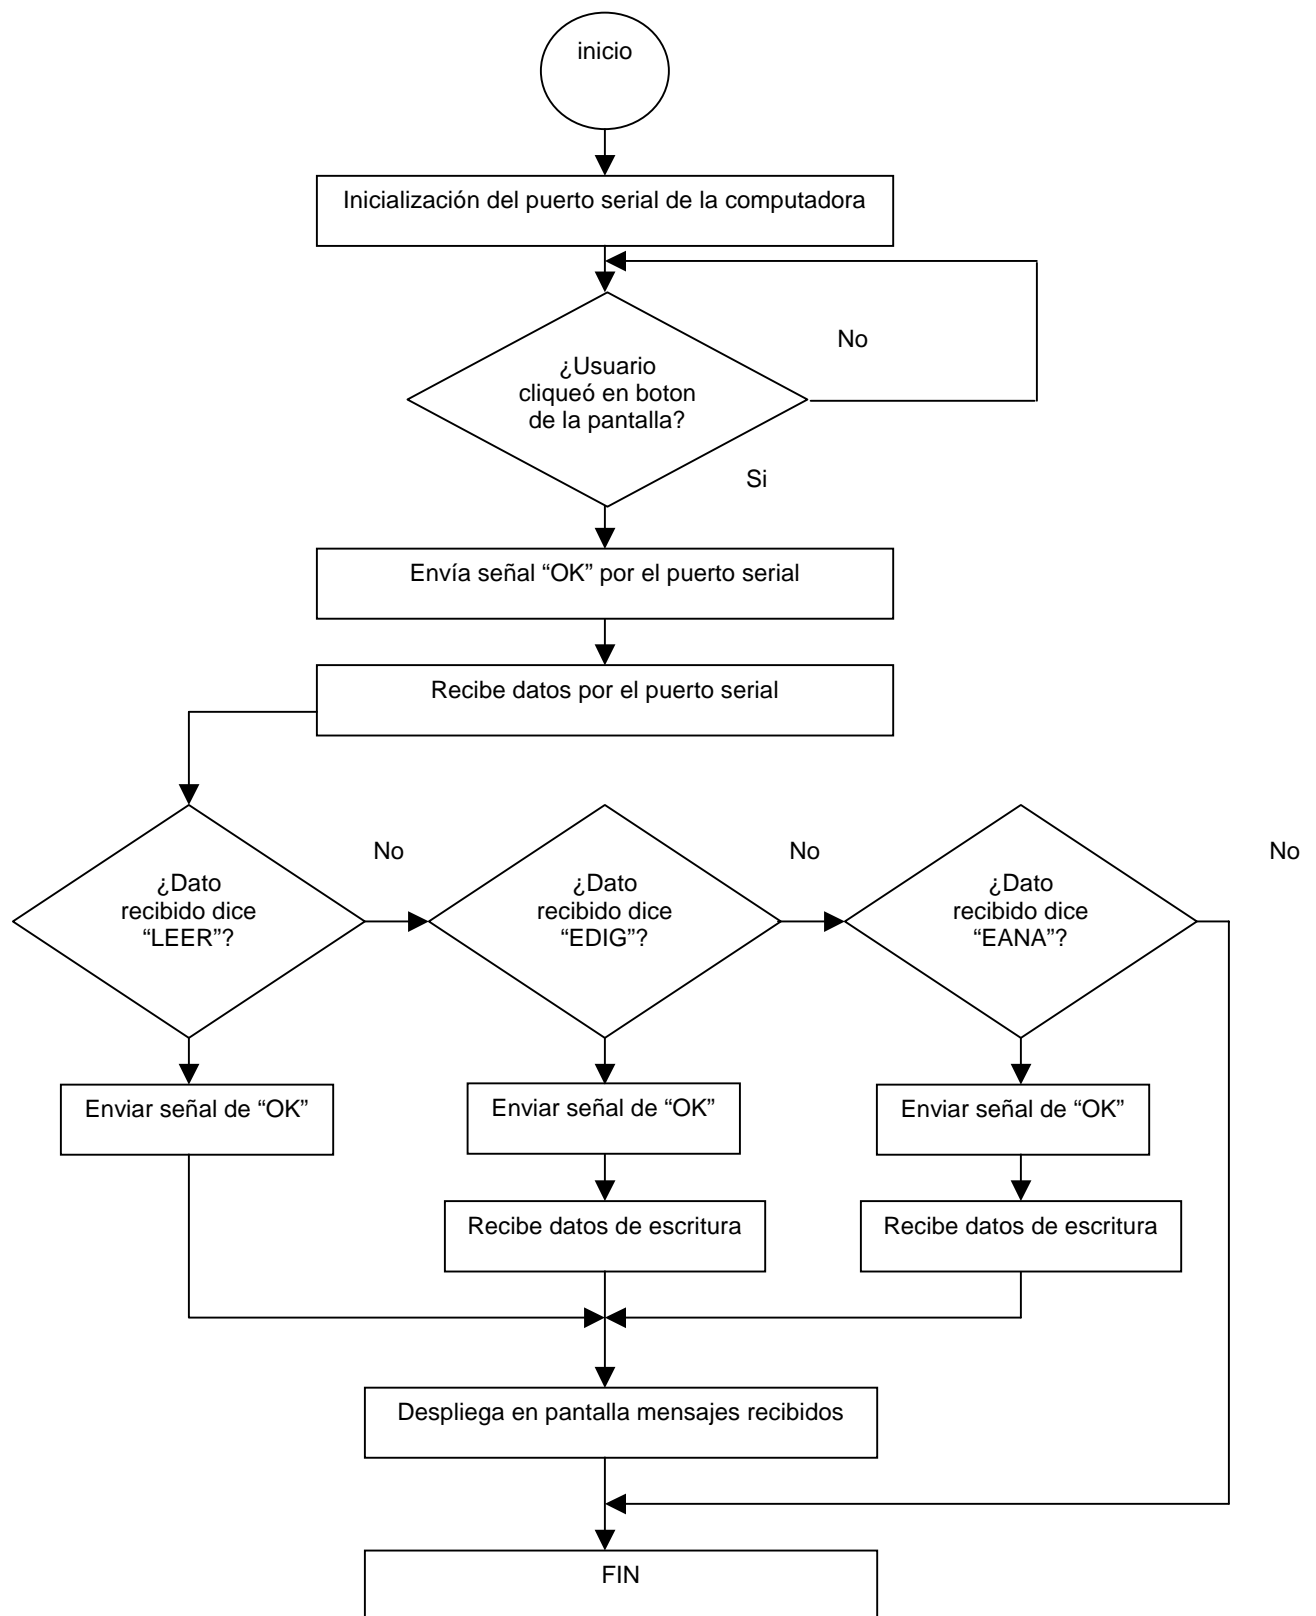 inicio
Inicialización del puerto serial de la computadora
No
¿Usuario
cliqueó en boton
de la pantalla?
Si
Envía señal “OK” por el puerto serial
Recibe datos por el puerto serial
No
No
No
¿Dato
recibido dice
“LEER”?
¿Dato
recibido dice
“EDIG”?
¿Dato
recibido dice
“EANA”?
Enviar señal de “OK”
Enviar señal de “OK”
Enviar señal de “OK”
Recibe datos de escritura
Recibe datos de escritura
Despliega en pantalla mensajes recibidos
FIN